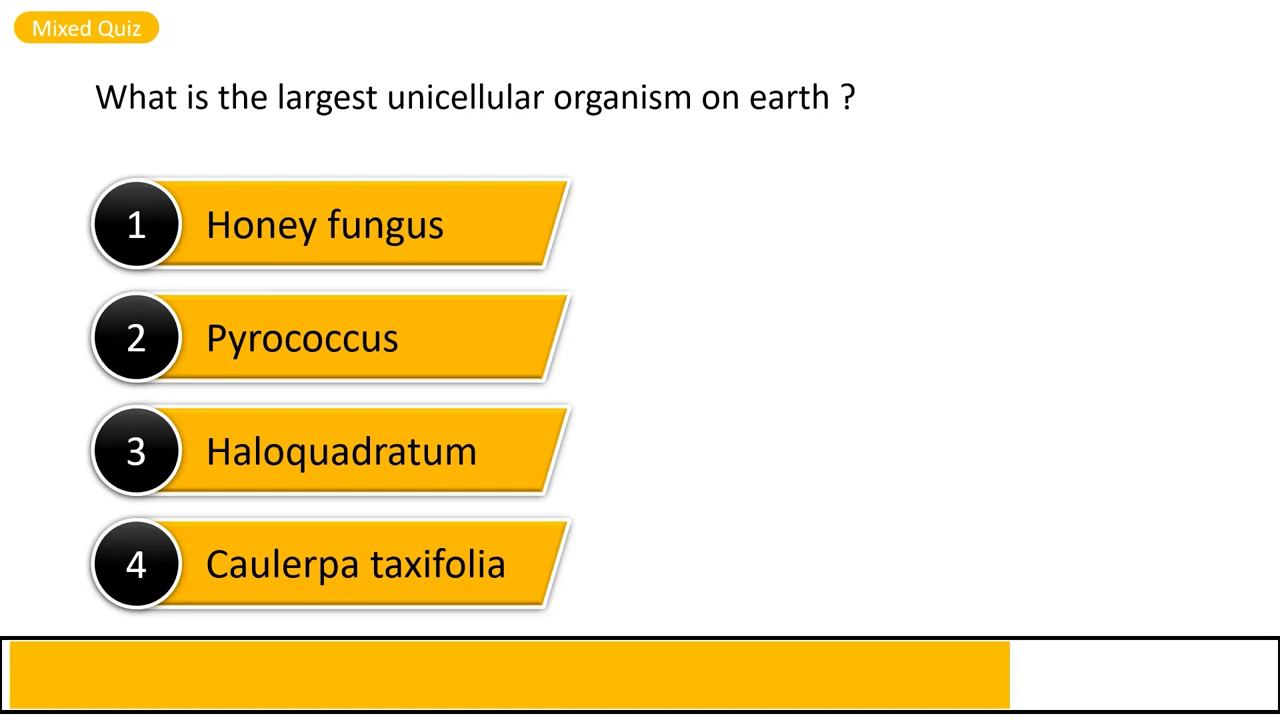 Mixed Quiz
What is the largest unicellular organism on earth ?
1 Honey fungus
2 Pyrococcus
3 Haloquadratum
4 Caulerpa taxifolia